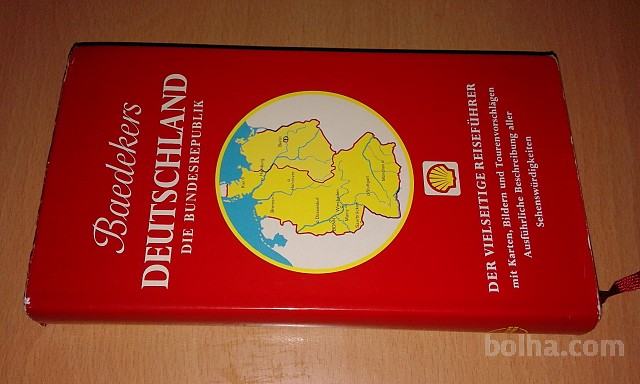 Baedekers
DEUTSCHLAND
DIE BUNDESREPUBLIK
DER VIELSEITIGE REISEFÜHRER
mit Karten, Bildern und Tourenvorschlägen
Ausführliche Beschreibung aller
Sehenswürdigkeiten
bolha.com